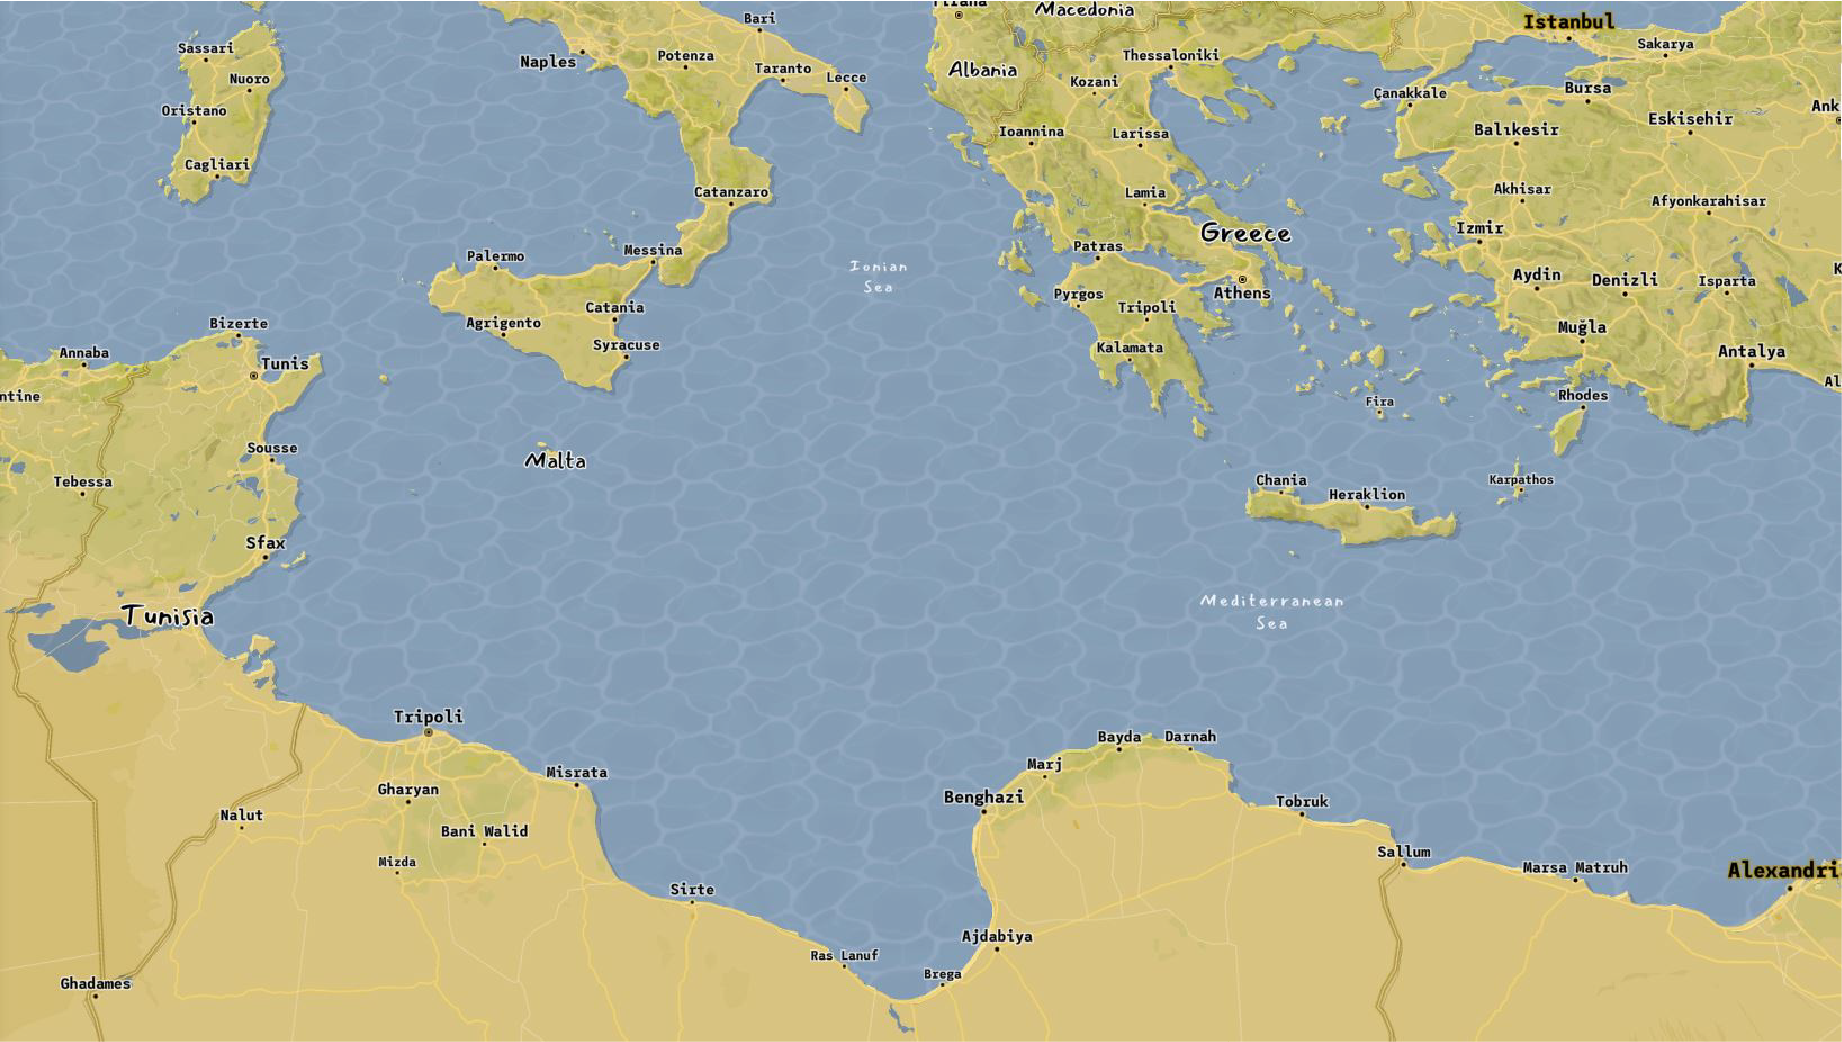 Macedonia
Istanbul
Bari
Sassari
Naples
Potenza
Thessaloniki
Sakarya
Taranto
Lecce
Albania
Nuoro
Kozani
Çanakkale
Bursa
Ank
Oristano
Ioannina
Larissa
Balıkesir
Eskisehir
Cagliari
Catanzaro
Lamia
Akhisar
Afyonkarahisar
Greece
Izmir
Palermo
Messina
Patras
Ionian
Sea
Aydin
Denizli
Isparta
K
Pyrgos
Tripoli
Athens
Agrigento
Catania
Bizerte
Muğla
Syracuse
Kalamata
Annaba
Tunis
Antalya
Al
ntine
Fira
Rhodes
Sousse
Malta
Tebessa
Chania
Heraklion
Karpathos
Sfax
Mediterranean
Sea
Tunisia
Tripoli
Bayda
Darnah
Misrata
Marj
Gharyan
Benghazi
Tobruk
Nalut
Bani Walid
Mizda
Sallum
Marsa Matruh
Alexandri
Sirte
Ajdabiya
Ras Lanuf
Brega
Ghadames